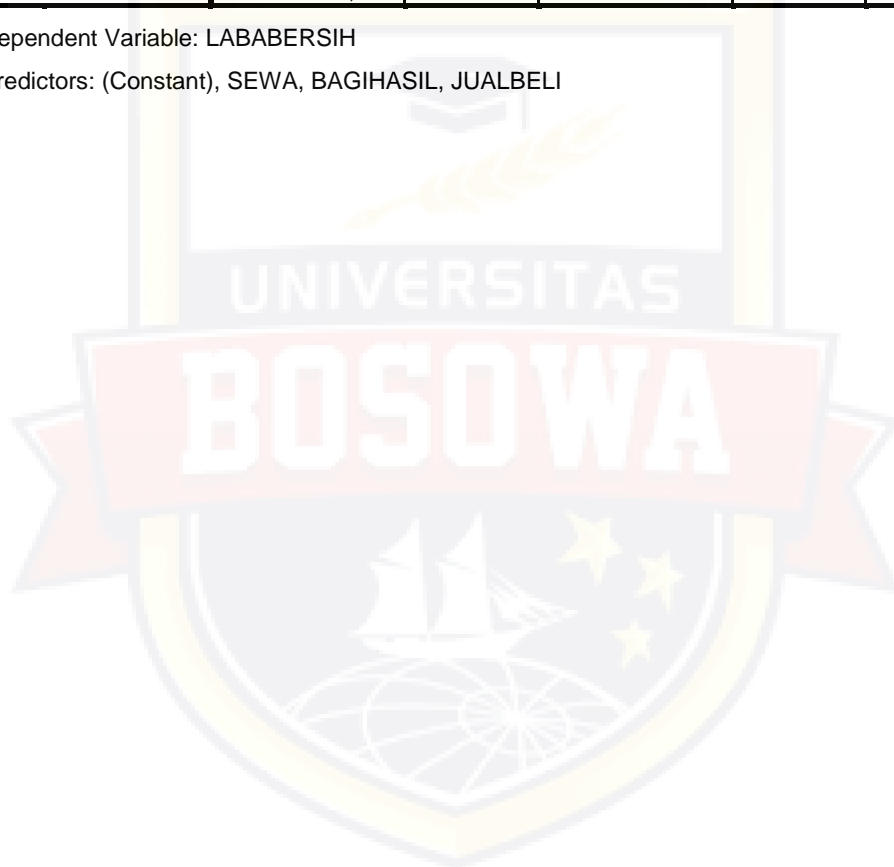 ependent Variable: LABABERSIH
redictors: (Constant), SEWA, BAGIHASIL, JUALBELI
UNIVERSITAS
BOSOWA